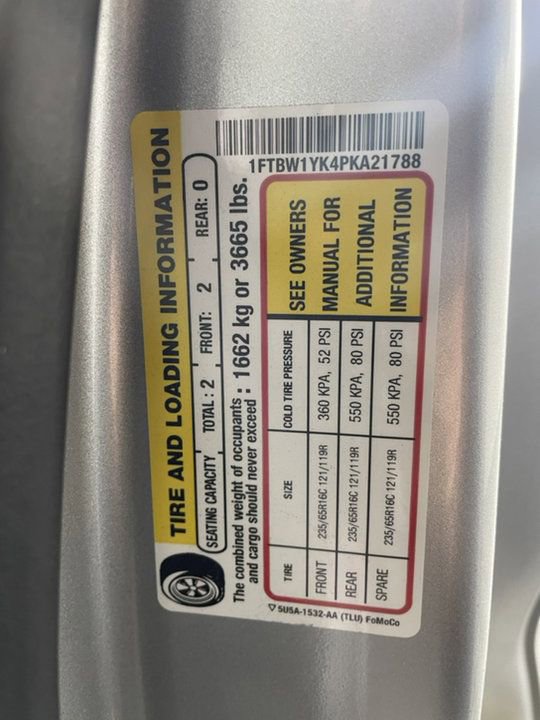 TIRE AND LOADING INFORMATION
SEATING CAPACITY TOTAL : 2 FRONT: 2 REAR: 0
The combined weight of occupants : 1662 kg or 3665 lbs.
and cargo should never exceed
1FTBW1YK4PKA21788
TIRE SIZE COLD TIRE PRESSURE SEE OWNERS
FRONT 235/65R16C 121/119R 360 KPA, 52 PSI MANUAL FOR
REAR 235/65R16C 121/119R 550 KPA, 80 PSI ADDITIONAL
SPARE 235/65R16C 121/119R 550 KPA, 80 PSI INFORMATION
▽ 5U5A-1532-AA (TLU) FoMoCo